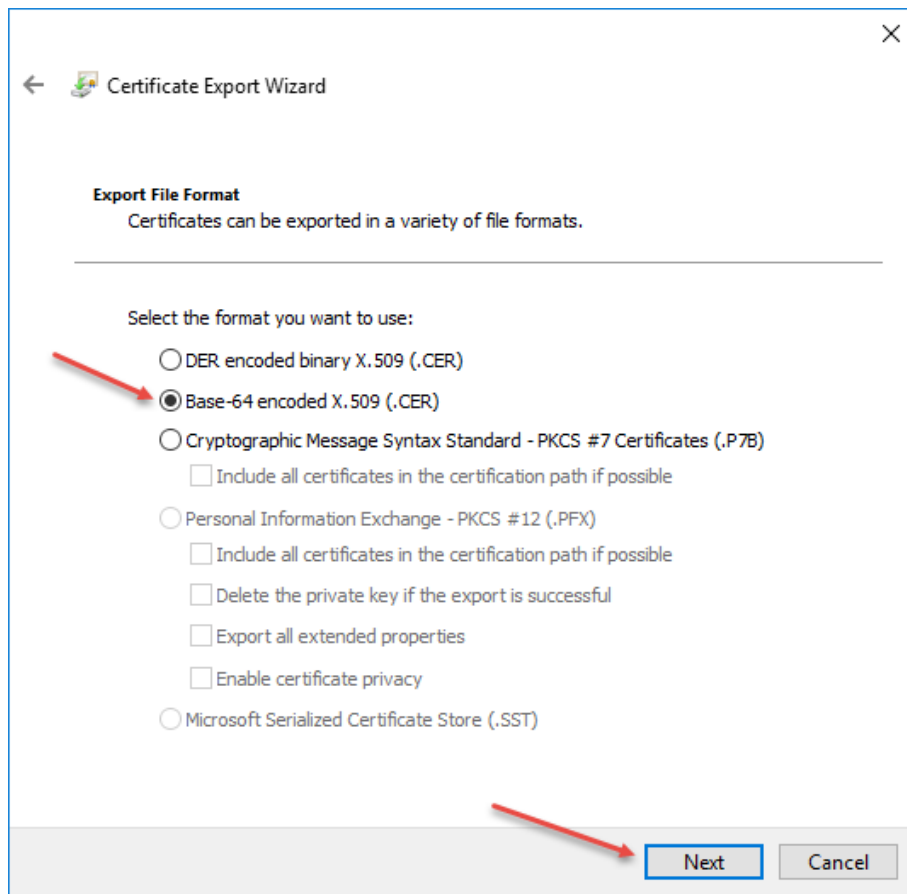 Certificate Export Wizard
Export File Format
Certificates can be exported in a variety of file formats.
Select the format you want to use:
DER encoded binary X.509 (.CER)
Base-64 encoded X.509 (.CER)
Cryptographic Message Syntax Standard - PKCS #7 Certificates (.P7B)
Include all certificates in the certification path if possible
Personal Information Exchange - PKCS #12 (.PFX)
Include all certificates in the certification path if possible
Delete the private key if the export is successful
Export all extended properties
Enable certificate privacy
Microsoft Serialized Certificate Store (.SST)
Next Cancel